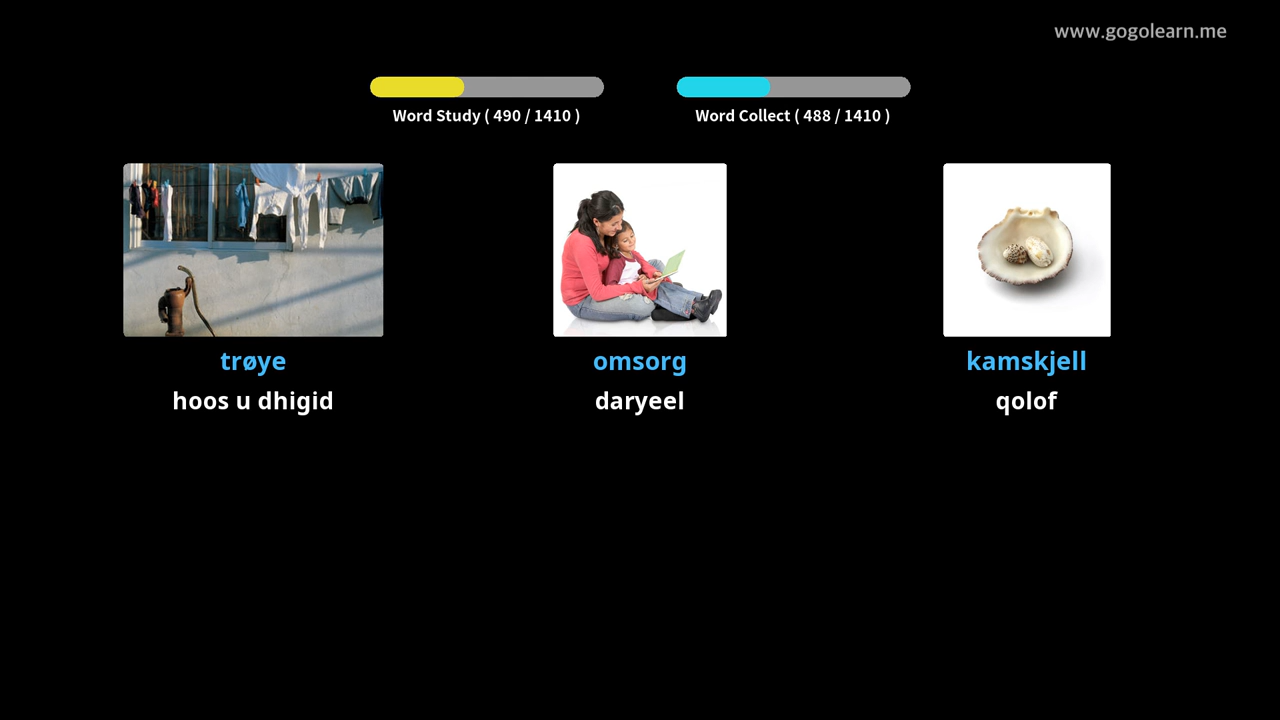 www.gogolearn.me
Word Study ( 490 / 1410 )
Word Collect ( 488 / 1410 )
trøye
omsorg
kamskjell
hoos u dhigid
daryeel
qolof